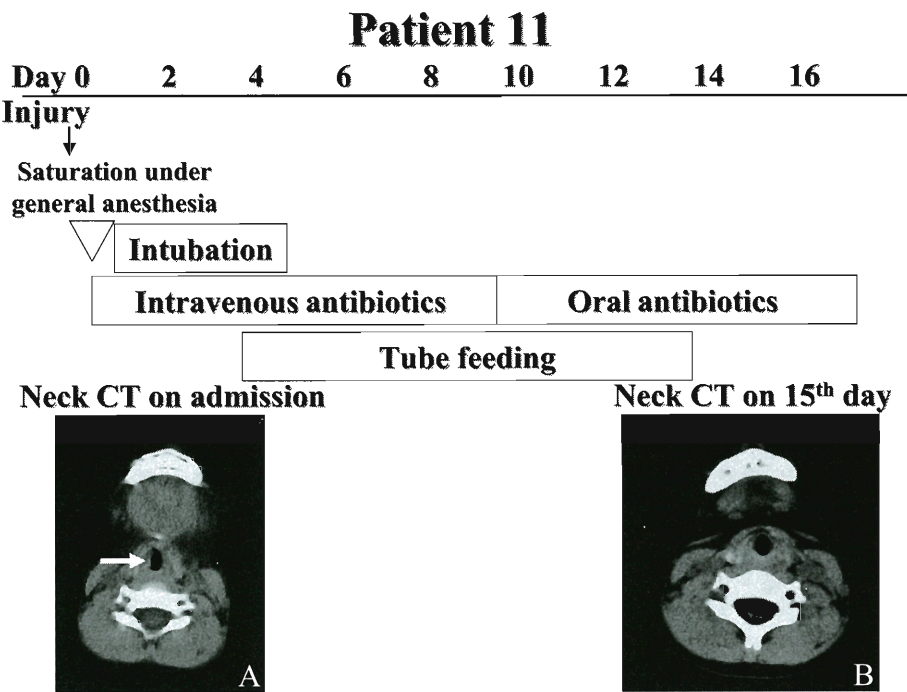 Patient 11
Day 0 2 4 6 8 10 12 14 16
Injury
Saturation under
general anesthesia
Intubation
Intravenous antibiotics Oral antibiotics
Tube feeding
Neck CT on admission Neck CT on 15th day
A B